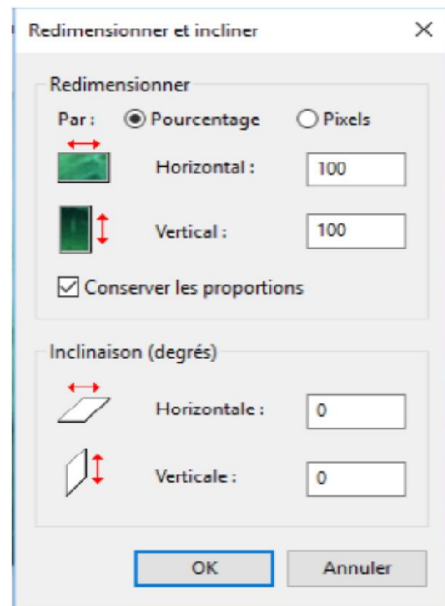 Redimensionner et incliner
Redimensionner
Par : Pourcentage Pixels
Horizontal : 100
Vertical : 100
Conserver les proportions
Inclinaison (degrés)
Horizontale : 0
Verticale : 0
OK Annuler